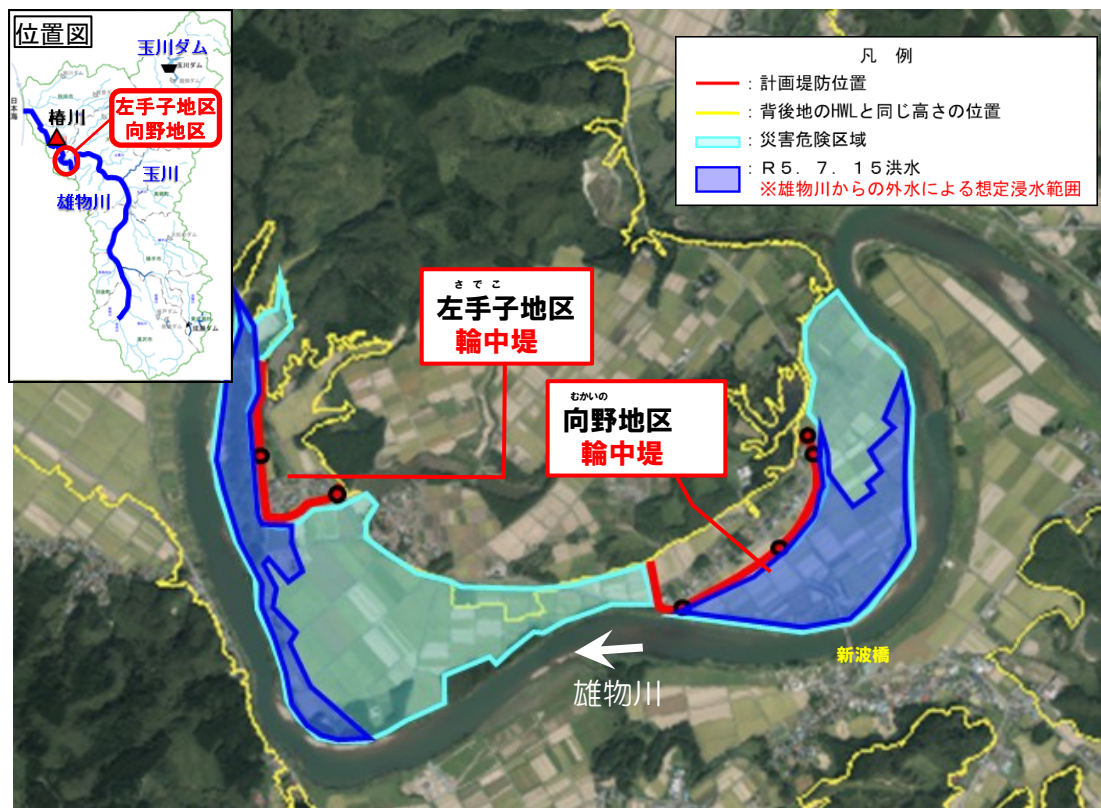 位置図
玉川ダム
玉川ダム
日本海
椿川
左手子地区
向野地区
玉川
雄物川
凡 例
：計画堤防位置
：背後地のHWLと同じ高さの位置
：災害危険区域
：Ｒ５．７．１５洪水
※雄物川からの外水による想定浸水範囲
さでこ
左手子地区
輪中堤
むかいの
向野地区
輪中堤
新波橋
雄物川